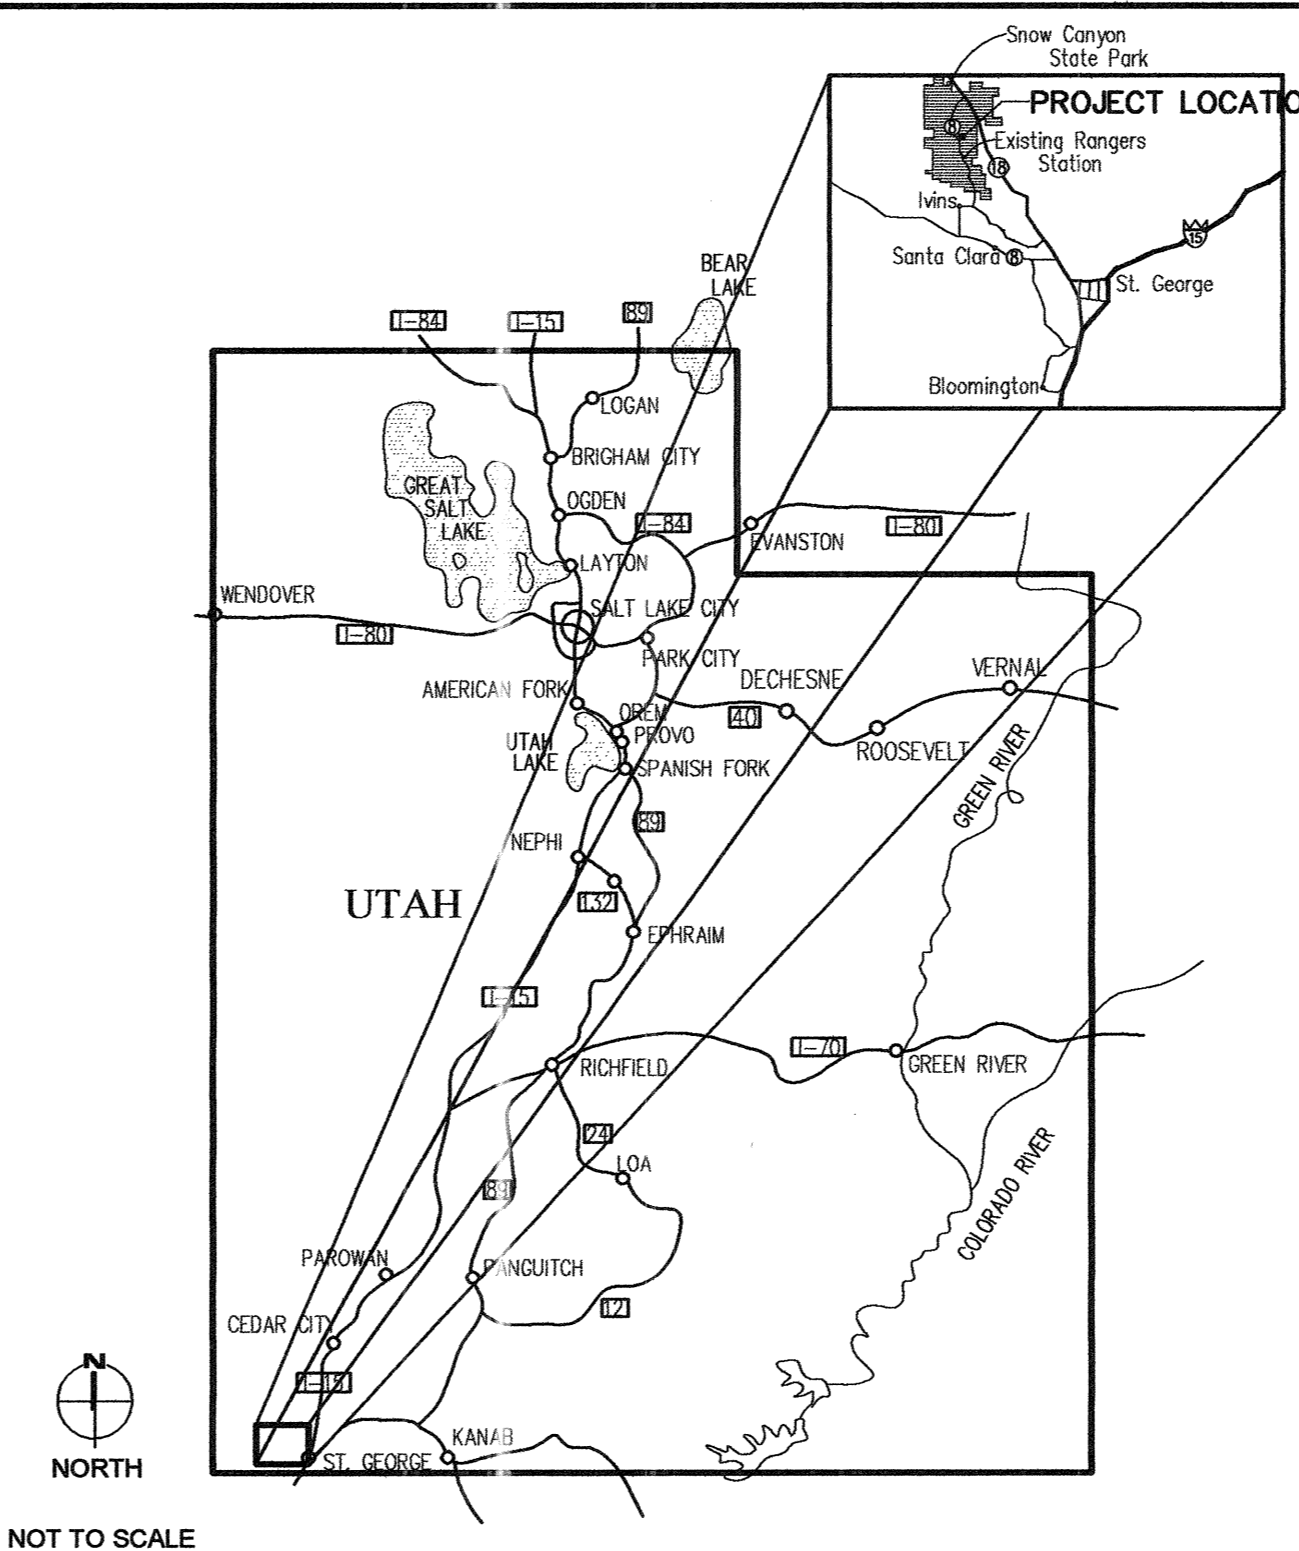 Snow Canyon
State Park
PROJECT LOCATIO
8
Existing Rangers
Station
18
Ivins
15
Santa Clara
8
St. George
Bloomington
BEAR
LAKE
I-84
I-15
89
LOGAN
BRIGHAM CITY
GREAT
SALT
LAKE
OGDEN
I-84
EVANSTON
I-80
LAYTON
WENDOVER
SALT LAKE CITY
I-80
PARK CITY
AMERICAN FORK
DECHESNE
VERNAL
OREM
40
PROVO
UTAH
LAKE
ROOSEVELT
SPANISH FORK
GREEN RIVER
89
NEPHI
UTAH
132
EPHRAIM
I-15
I-70
RICHFIELD
GREEN RIVER
24
LOA
COLORADO RIVER
89
PAROWAN
PANGUITCH
12
CEDAR CITY
I-15
N
KANAB
ST. GEORGE
NORTH
NOT TO SCALE